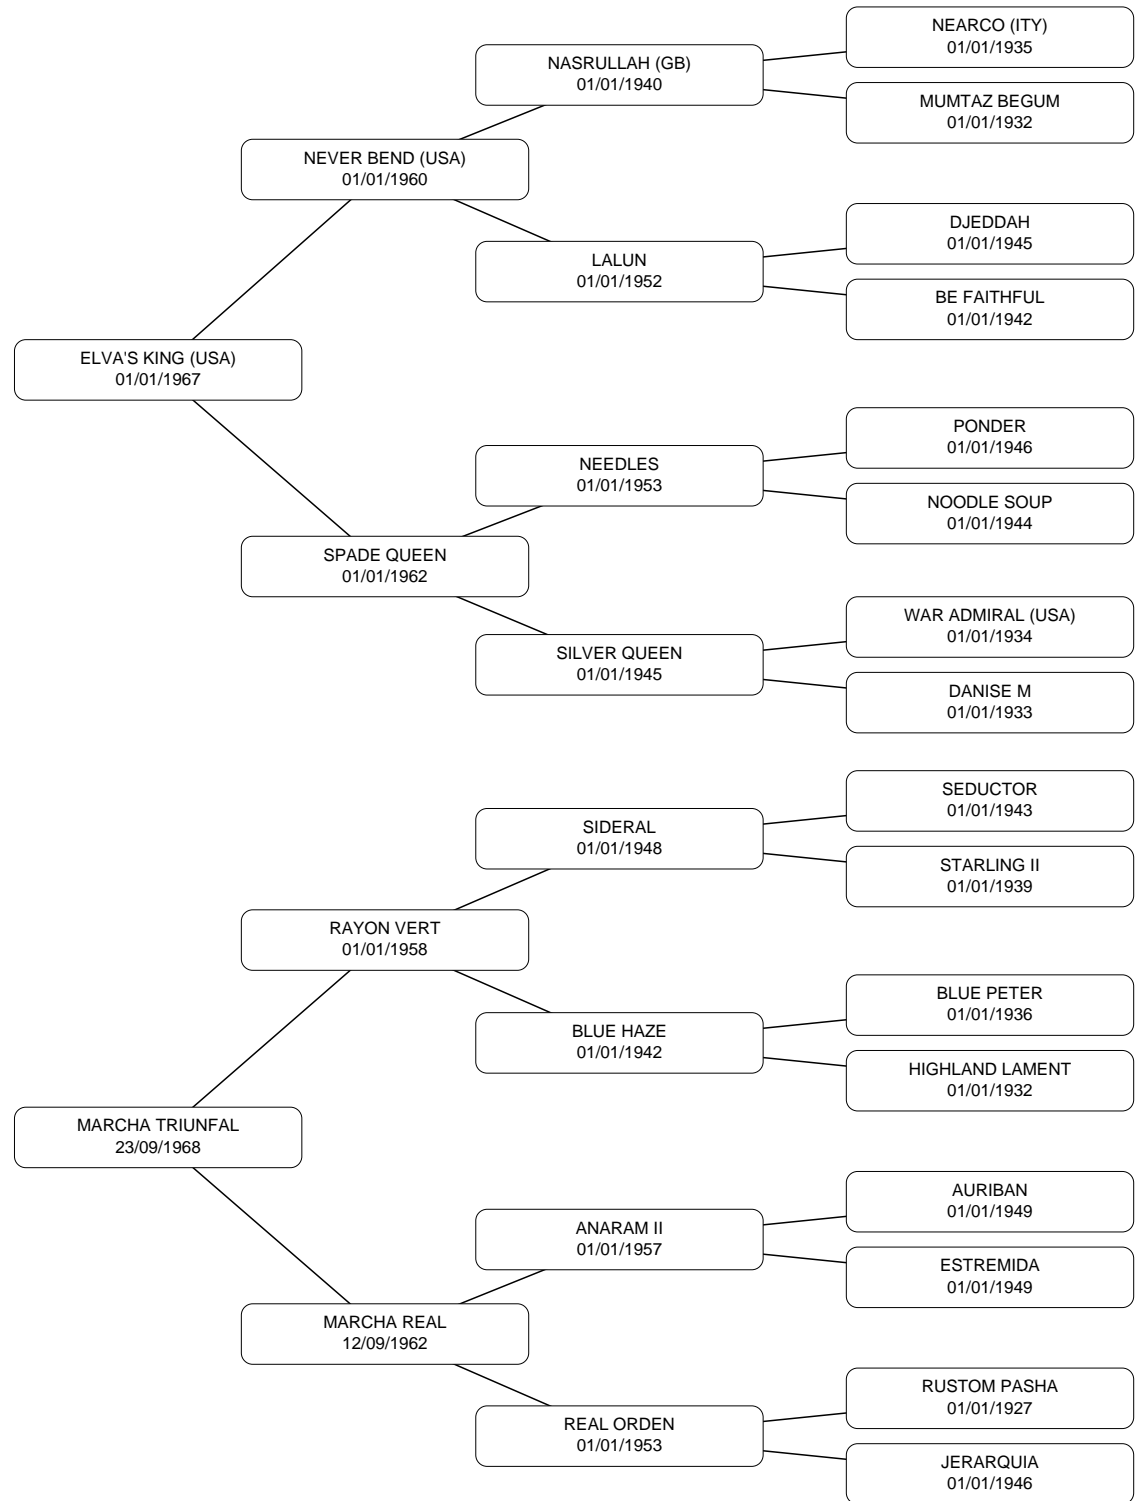 NEARCO (ITY)
01/01/1935
NASRULLAH (GB)
01/01/1940
MUMTAZ BEGUM
01/01/1932
NEVER BEND (USA)
01/01/1960
DJEDDAH
01/01/1945
LALUN
01/01/1952
BE FAITHFUL
01/01/1942
ELVA'S KING (USA)
01/01/1967
PONDER
01/01/1946
NEEDLES
01/01/1953
NOODLE SOUP
01/01/1944
SPADE QUEEN
01/01/1962
WAR ADMIRAL (USA)
01/01/1934
SILVER QUEEN
01/01/1945
DANISE M
01/01/1933
SEDUCTOR
01/01/1943
SIDERAL
01/01/1948
STARLING II
01/01/1939
RAYON VERT
01/01/1958
BLUE PETER
01/01/1936
BLUE HAZE
01/01/1942
HIGHLAND LAMENT
01/01/1932
MARCHA TRIUNFAL
23/09/1968
AURIBAN
01/01/1949
ANARAM II
01/01/1957
ESTREMIDA
01/01/1949
MARCHA REAL
12/09/1962
RUSTOM PASHA
01/01/1927
REAL ORDEN
01/01/1953
JERARQUIA
01/01/1946